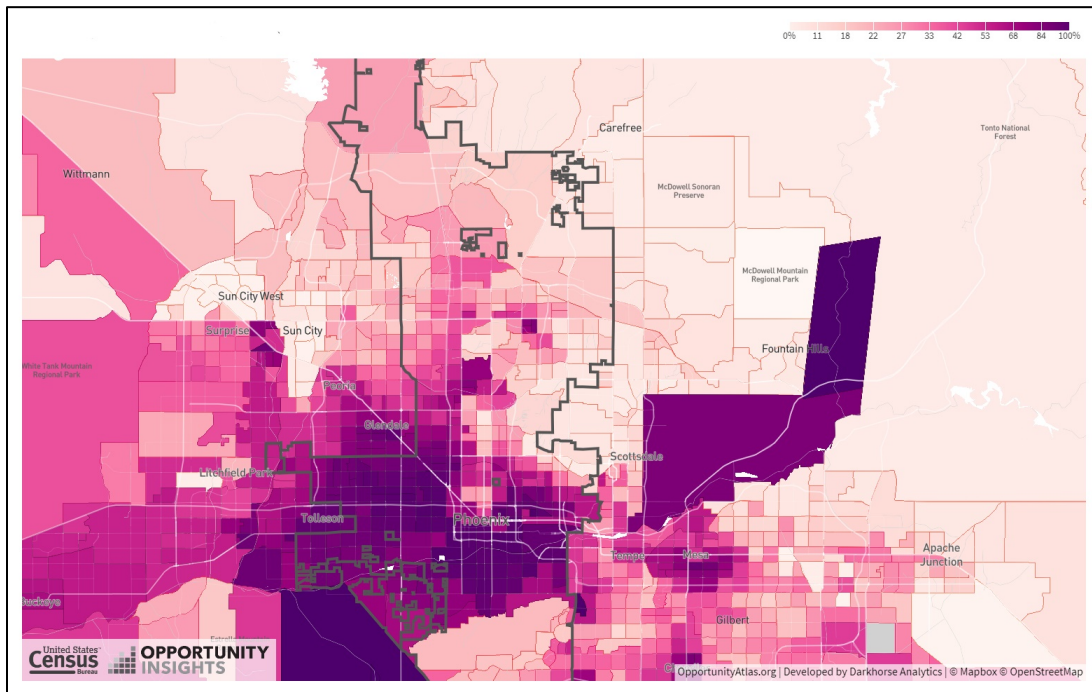 0% 11 18 22 27 33 42 53 68 84 100%
Carefree
Tonto National
Forest
Wittmann
McDowell Sonoran
Preserve
McDowell Mountain
Regional Park
Sun City West
Surprise
Sun City
Fountain Hills
White Tank Mountain
Regional Park
Peoria
Glendale
Scottsdale
Litchfield Park
Tolleson
Phoenix
Tempe
Mesa
Apache
Junction
Buckeye
Gilbert
United States®
Census
Bureau
OPPORTUNITY
INSIGHTS
OpportunityAtlas.org | Developed by Darkhorse Analytics | © Mapbox © OpenStreetMap